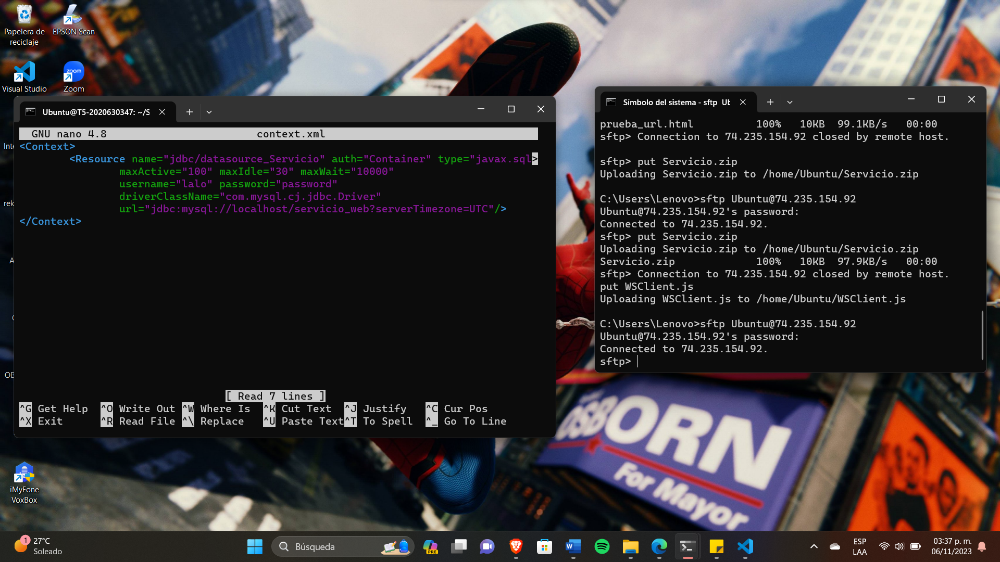 Papelera de
reciclaje
EPSON Scan
Visual Studio
zoom
Zoom
Ubuntu@T5-2020630347: ~/S
GNU nano 4.8 context.xml
<Context>
<Resource name="jdbc/datasource_Servicio" auth="Container" type="javax.sql>
maxActive="100" maxIdle="30" maxWait="10000"
username="lalo" password="password"
driverClassName="com.mysql.cj.jdbc.Driver"
url="jdbc:mysql://localhost/servicio_web?serverTimezone=UTC"/>
</Context>
[ Read 7 lines ]
^G Get Help ^O Write Out ^W Where Is ^K Cut Text ^J Justify ^C Cur Pos
^X Exit ^R Read File ^\ Replace ^U Paste Text ^T To Spell ^_ Go To Line
Símbolo del sistema - sftp Ub
prueba_url.html 100% 10KB 99.1KB/s 00:00
sftp> Connection to 74.235.154.92 closed by remote host.
sftp> put Servicio.zip
Uploading Servicio.zip to /home/Ubuntu/Servicio.zip
C:\Users\Lenovo>sftp Ubuntu@74.235.154.92
Ubuntu@74.235.154.92's password:
Connected to 74.235.154.92.
sftp> put Servicio.zip
Uploading Servicio.zip to /home/Ubuntu/Servicio.zip
Servicio.zip 100% 10KB 97.9KB/s 00:00
sftp> Connection to 74.235.154.92 closed by remote host.
put WSClient.js
Uploading WSClient.js to /home/Ubuntu/WSClient.js
C:\Users\Lenovo>sftp Ubuntu@74.235.154.92
Ubuntu@74.235.154.92's password:
Connected to 74.235.154.92.
sftp>
Inte
rek
A
OB
OSBORN
For Mayor
iMyFone
VoxBox
1
27°C
Soleado
Búsqueda
PRE
W
ESP
LAA
03:37 p. m.
06/11/2023